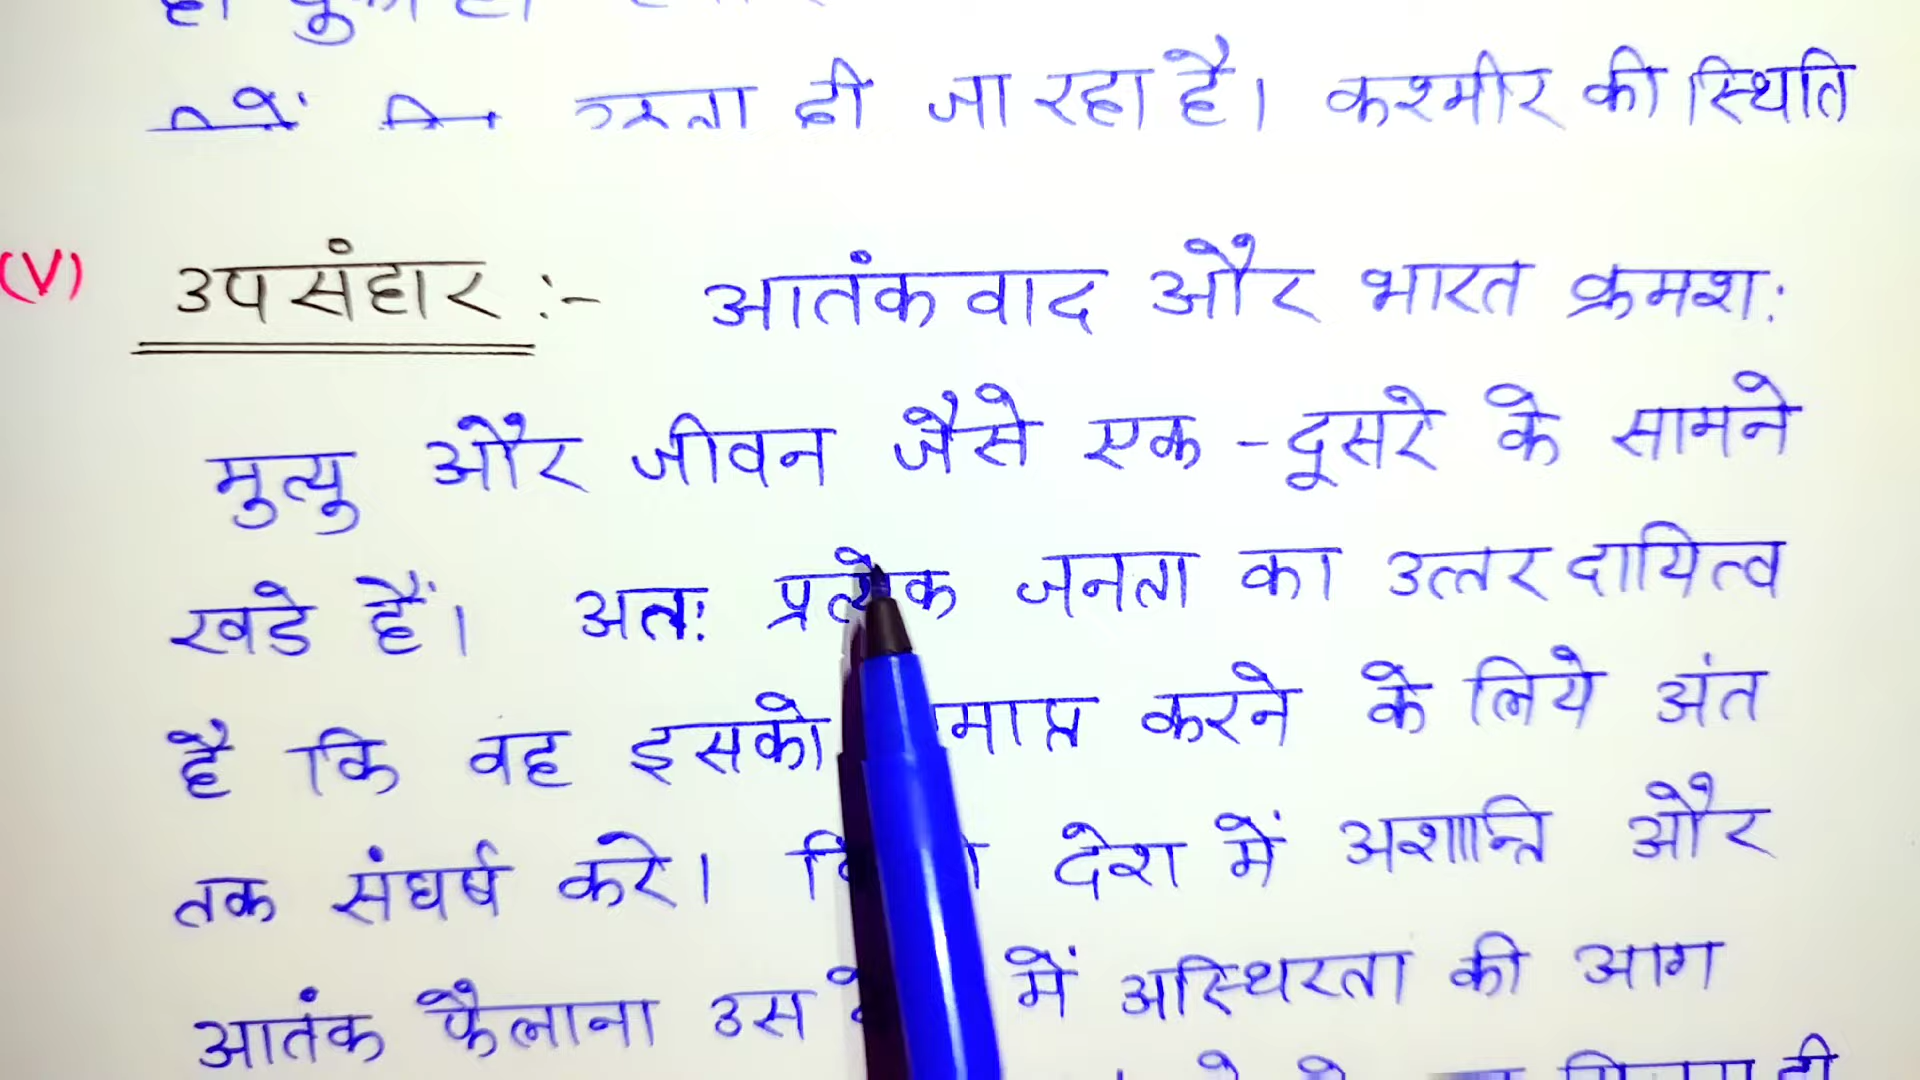 ही जा रहा है। कश्मीर की स्थिति
(V) उपसंहार :- आतंकवाद और भारत क्रमश:
मुत्यु और जीवन जैसे एक-दूसरे के सामने
खडे हैं। अतः प्रत्येक जनता का उत्तरदायित्व
है कि वह इसको करने के लिये अंत
तक संघर्ष करे। देश में अशान्ति और
आतंक फैलाना उस में अस्थिरता की आग